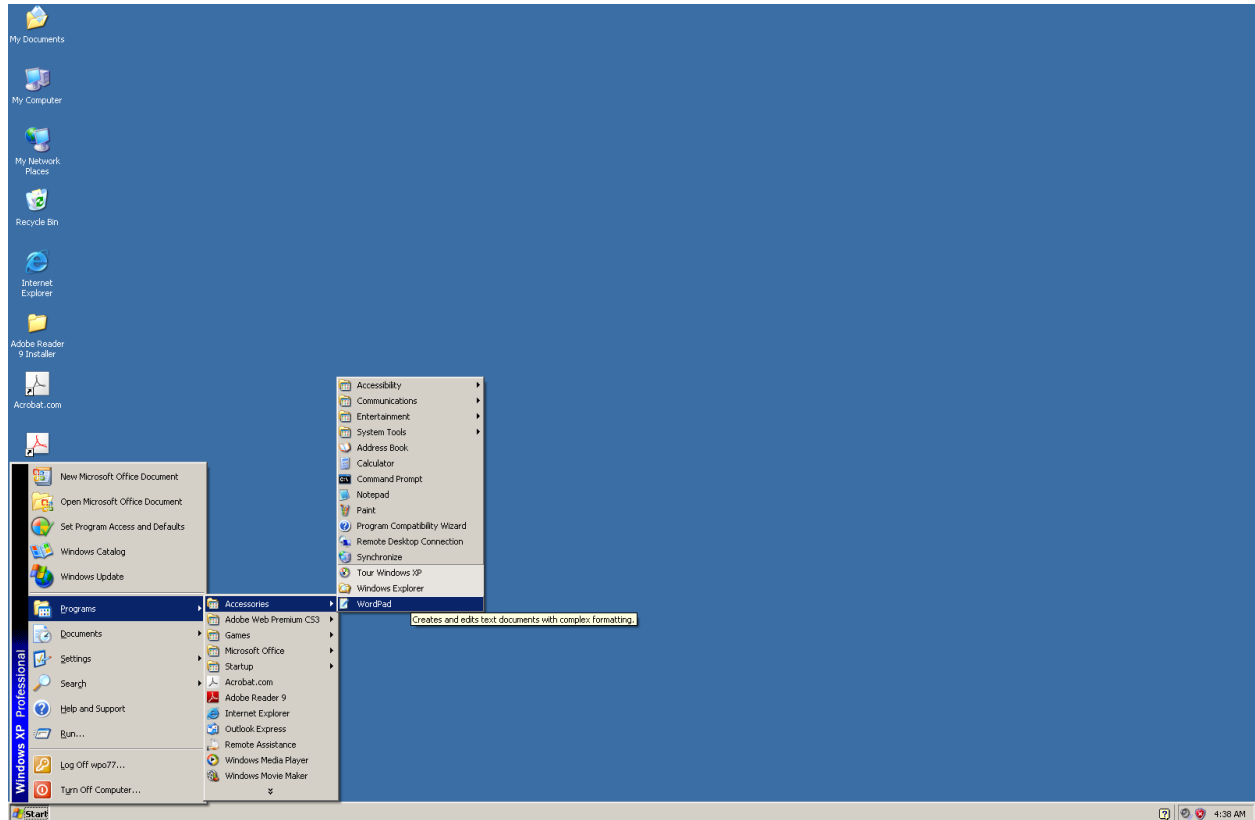 My Documents
My Computer
My Network
Places
Recycle Bin
Internet
Explorer
Adobe Reader
9 Installer
Acrobat.com
Windows XP Professional
New Microsoft Office Document
Open Microsoft Office Document
Set Program Access and Defaults
Windows Catalog
Windows Update
Programs
Documents
Settings
Search
Help and Support
Run...
Log Off wpo77...
Turn Off Computer...
Accessories
Adobe Web Premium CS3
Games
Microsoft Office
Startup
Acrobat.com
Adobe Reader 9
Internet Explorer
Outlook Express
Remote Assistance
Windows Media Player
Windows Movie Maker
Accessibility
Communications
Entertainment
System Tools
Address Book
Calculator
Command Prompt
Notepad
Paint
Program Compatibility Wizard
Remote Desktop Connection
Synchronize
Tour Windows XP
Windows Explorer
WordPad
Creates and edits text documents with complex formatting.
Start
4:38 AM